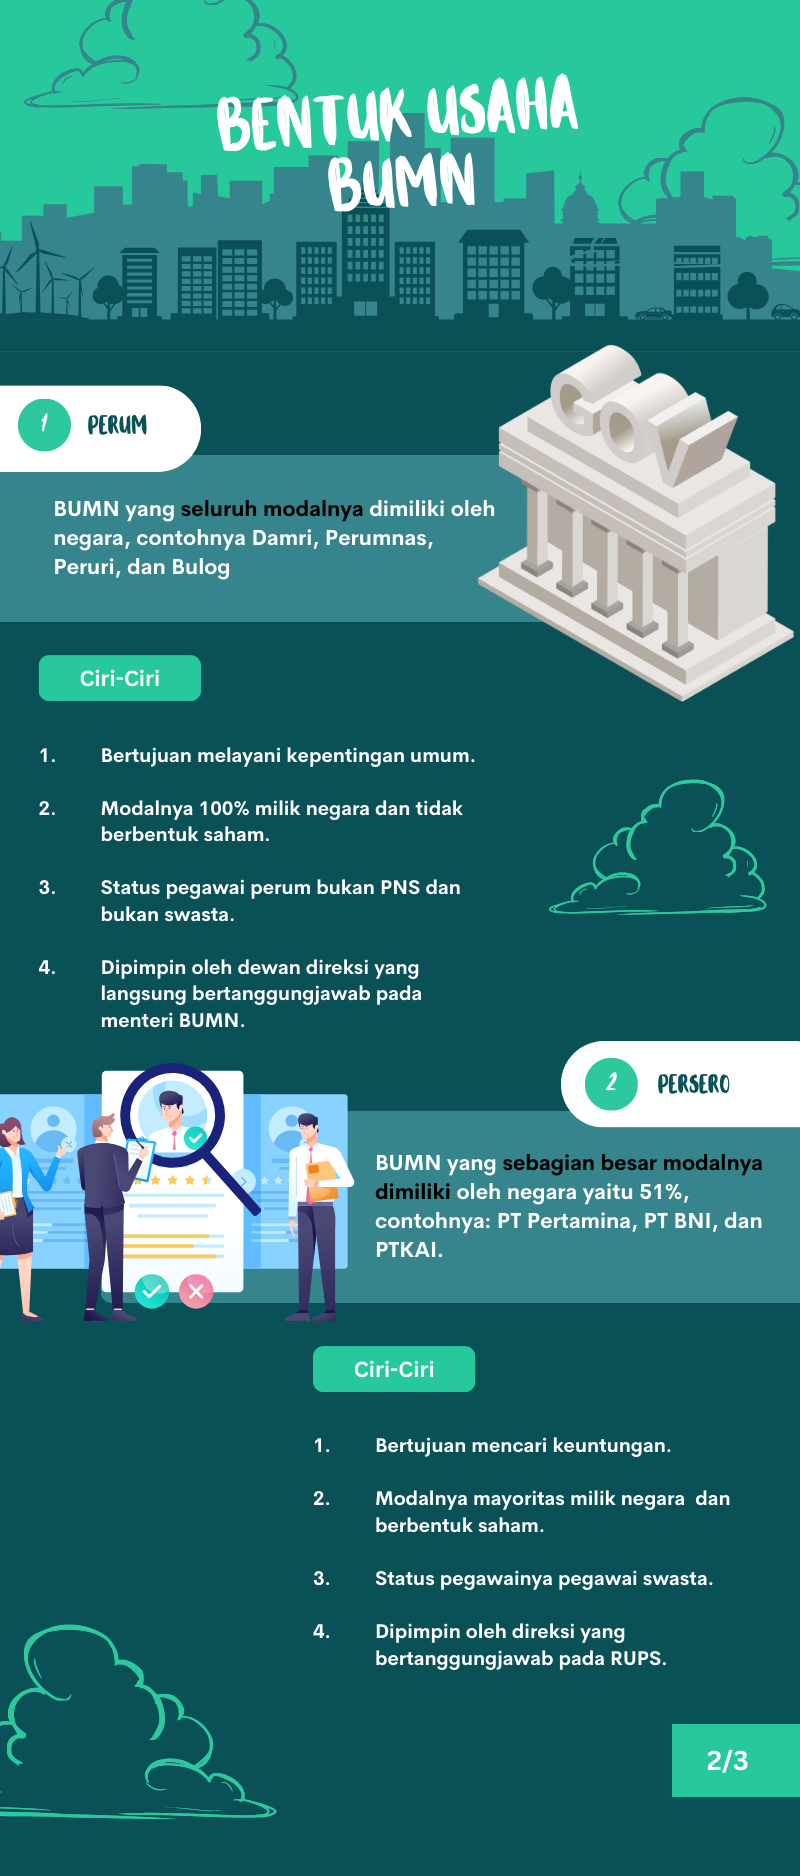 BENTUK USAHA
BUMN
GOV
1 PERUM
BUMN yang seluruh modalnya dimiliki oleh
negara, contohnya Damri, Perumnas,
Peruri, dan Bulog
Ciri-Ciri
1. Bertujuan melayani kepentingan umum.
2. Modalnya 100% milik negara dan tidak
berbentuk saham.
3. Status pegawai perum bukan PNS dan
bukan swasta.
4. Dipimpin oleh dewan direksi yang
langsung bertanggungjawab pada
menteri BUMN.
2 PERSERO
BUMN yang sebagian besar modalnya
dimiliki oleh negara yaitu 51%,
contohnya: PT Pertamina, PT BNI, dan
PTKAI.
Ciri-Ciri
1. Bertujuan mencari keuntungan.
2. Modalnya mayoritas milik negara  dan
berbentuk saham.
3. Status pegawainya pegawai swasta.
4. Dipimpin oleh direksi yang
bertanggungjawab pada RUPS.
2/3